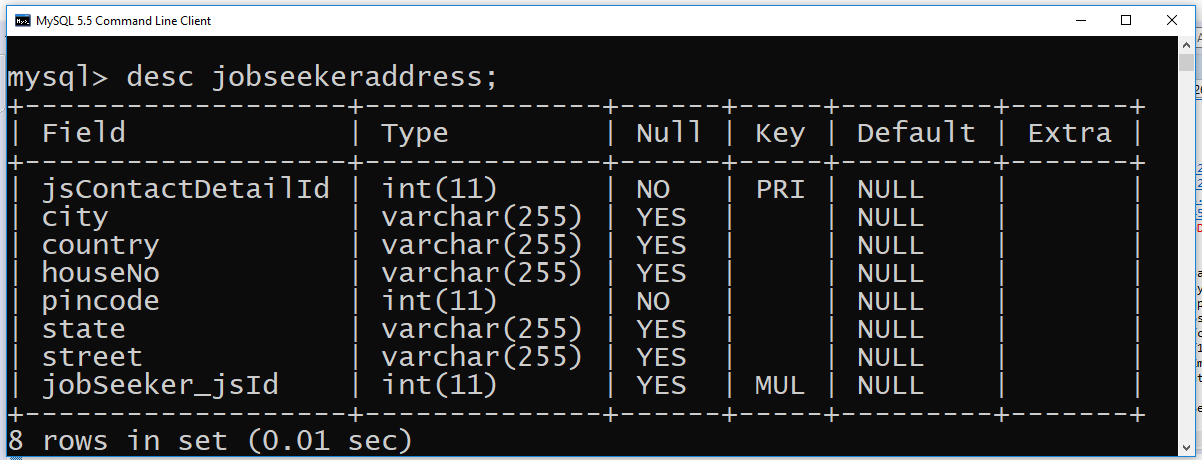 MySQL 5.5 Command Line Client
mysql> desc jobseekeraddress;
+-------------------+--------------+------+-----+---------+-------+
| Field             | Type         | Null | Key | Default | Extra |
+-------------------+--------------+------+-----+---------+-------+
| jsContactDetailId | int(11)      | NO   | PRI | NULL    |       |
| city              | varchar(255) | YES  |     | NULL    |       |
| country           | varchar(255) | YES  |     | NULL    |       |
| houseNo           | varchar(255) | YES  |     | NULL    |       |
| pincode           | int(11)      | NO   |     | NULL    |       |
| state             | varchar(255) | YES  |     | NULL    |       |
| street            | varchar(255) | YES  |     | NULL    |       |
| jobSeeker_jsId    | int(11)      | YES  | MUL | NULL    |       |
+-------------------+--------------+------+-----+---------+-------+
8 rows in set (0.01 sec)